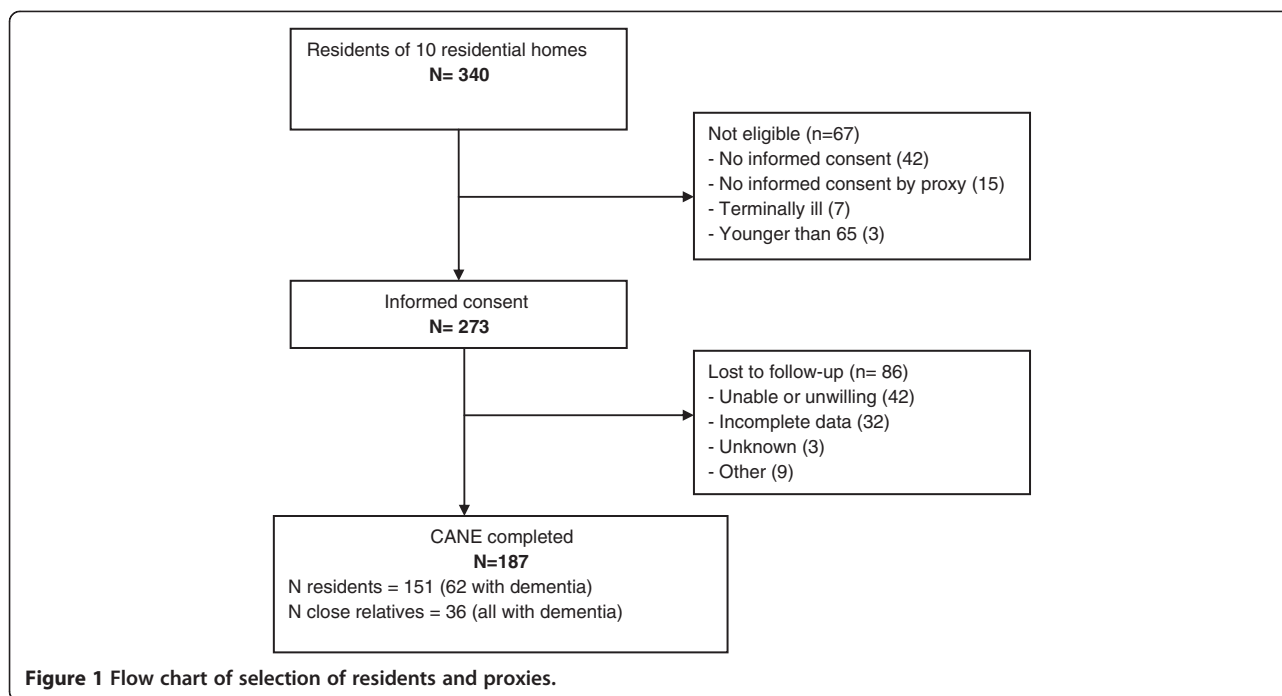 Residents of 10 residential homes
N= 340
Not eligible (n=67)
- No informed consent (42)
- No informed consent by proxy (15)
- Terminally ill (7)
- Younger than 65 (3)
Informed consent
N= 273
Lost to follow-up (n= 86)
- Unable or unwilling (42)
- Incomplete data (32)
- Unknown (3)
- Other (9)
CANE completed
N=187
N residents = 151 (62 with dementia)
N close relatives = 36 (all with dementia)
Figure 1 Flow chart of selection of residents and proxies.